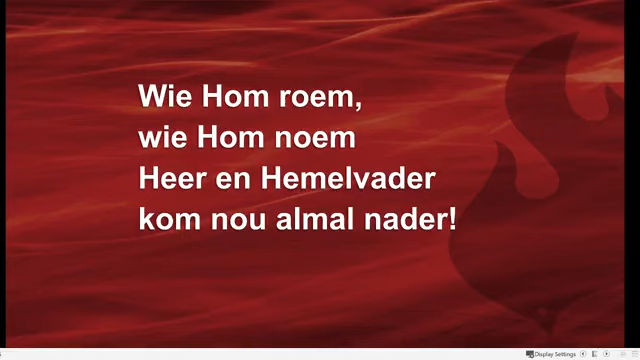 Wie Hom roem,
wie Hom noem
Heer en Hemelvader
kom nou almal nader!
Display Settings